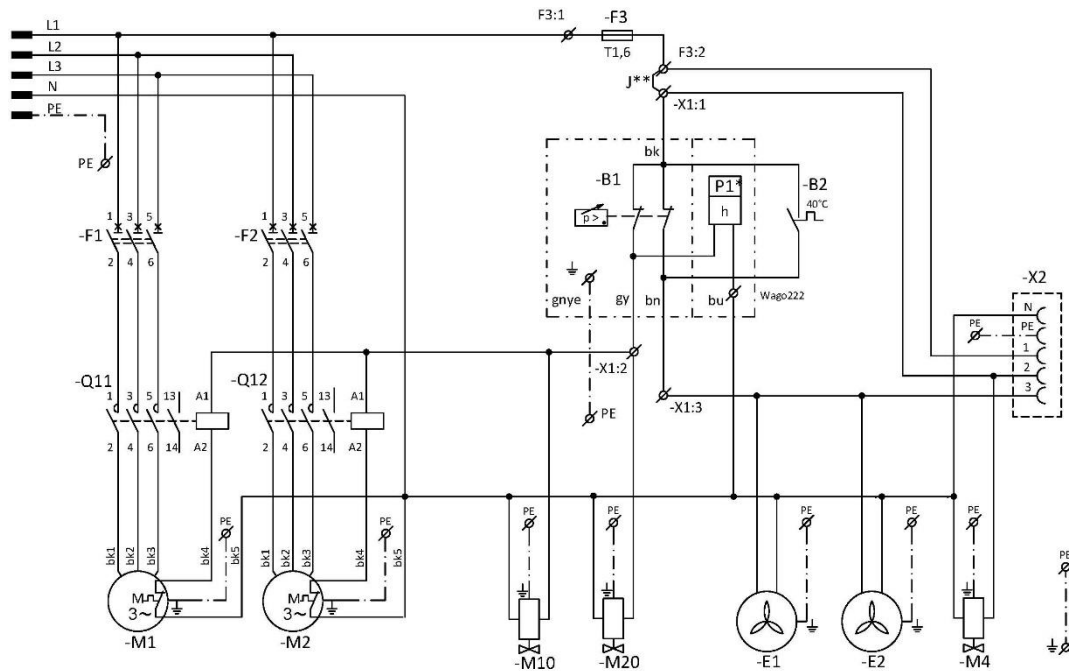 L1
L2
L3
N
PE
PE
F3:1
-F3
T1,6
F3:2
J**
-X1:1
bk
-B1
P1*
h
-B2
40°C
p >
1 3 5
-F1
2 4 6
1 3 5
-F2
2 4 6
gnye
gy
bn
bu
Wago222
-X2
N
PE
PE
1
2
3
-X1:2
-X1:3
PE
-Q11
1 3 5 13 A1
2 4 6 14 A2
-Q12
1 3 5 13 A1
2 4 6 14 A2
bk1
bk2
bk3
bk4
PE
bk5
bk1
bk2
bk3
bk4
PE
bk5
PE
PE
PE
PE
PE
PE
M
3~
M
3~
-M1
-M2
-M10
-M20
-E1
-E2
-M4